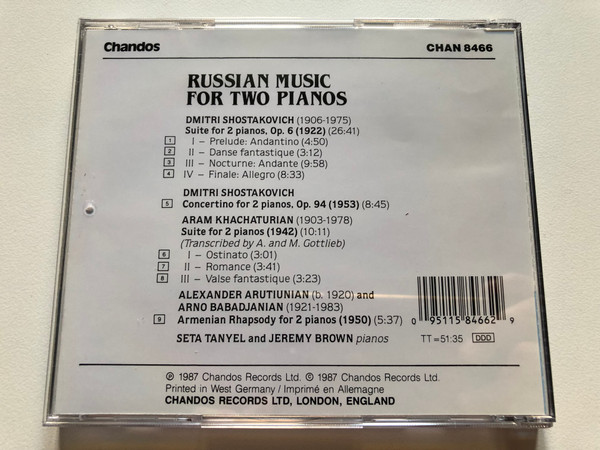 Chandos CHAN 8466
RUSSIAN MUSIC
FOR TWO PIANOS
DMITRI SHOSTAKOVICH (1906-1975)
Suite for 2 pianos, Op. 6 (1922) (26:41)
1 I – Prelude: Andantino (4:50)
2 II – Danse fantastique (3:12)
3 III – Nocturne: Andante (9:58)
4 IV – Finale: Allegro (8:33)
DMITRI SHOSTAKOVICH
5 Concertino for 2 pianos, Op. 94 (1953) (8:45)
ARAM KHACHATURIAN (1903-1978)
Suite for 2 pianos (1942) (10:11)
(Transcribed by A. and M. Gottlieb)
6 I – Ostinato (3:01)
7 II – Romance (3:41)
8 III – Valse fantastique (3:23)
ALEXANDER ARUTIUNIAN (b. 1920) and
ARNO BABADJANIAN (1921-1983)
9 Armenian Rhapsody for 2 pianos (1950) (5:37)
0 95115 84662 9
SETA TANYEL and JEREMY BROWN pianos
TT = 51:35 DDD
℗ 1987 Chandos Records Ltd. © 1987 Chandos Records Ltd.
Printed in West Germany / Imprimé en Allemagne
CHANDOS RECORDS LTD, LONDON, ENGLAND